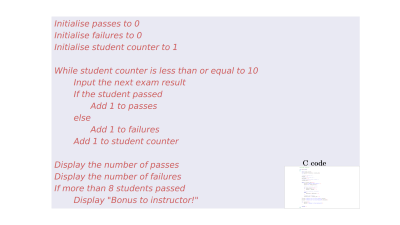 Initialise passes to 0
Initialise failures to 0
Initialise student counter to 1
While student counter is less than or equal to 10
Input the next exam result
If the student passed
Add 1 to passes
else
Add 1 to failures
Add 1 to student counter
Display the number of passes
Display the number of failures
If more than 8 students passed
Display "Bonus to instructor!"
C code